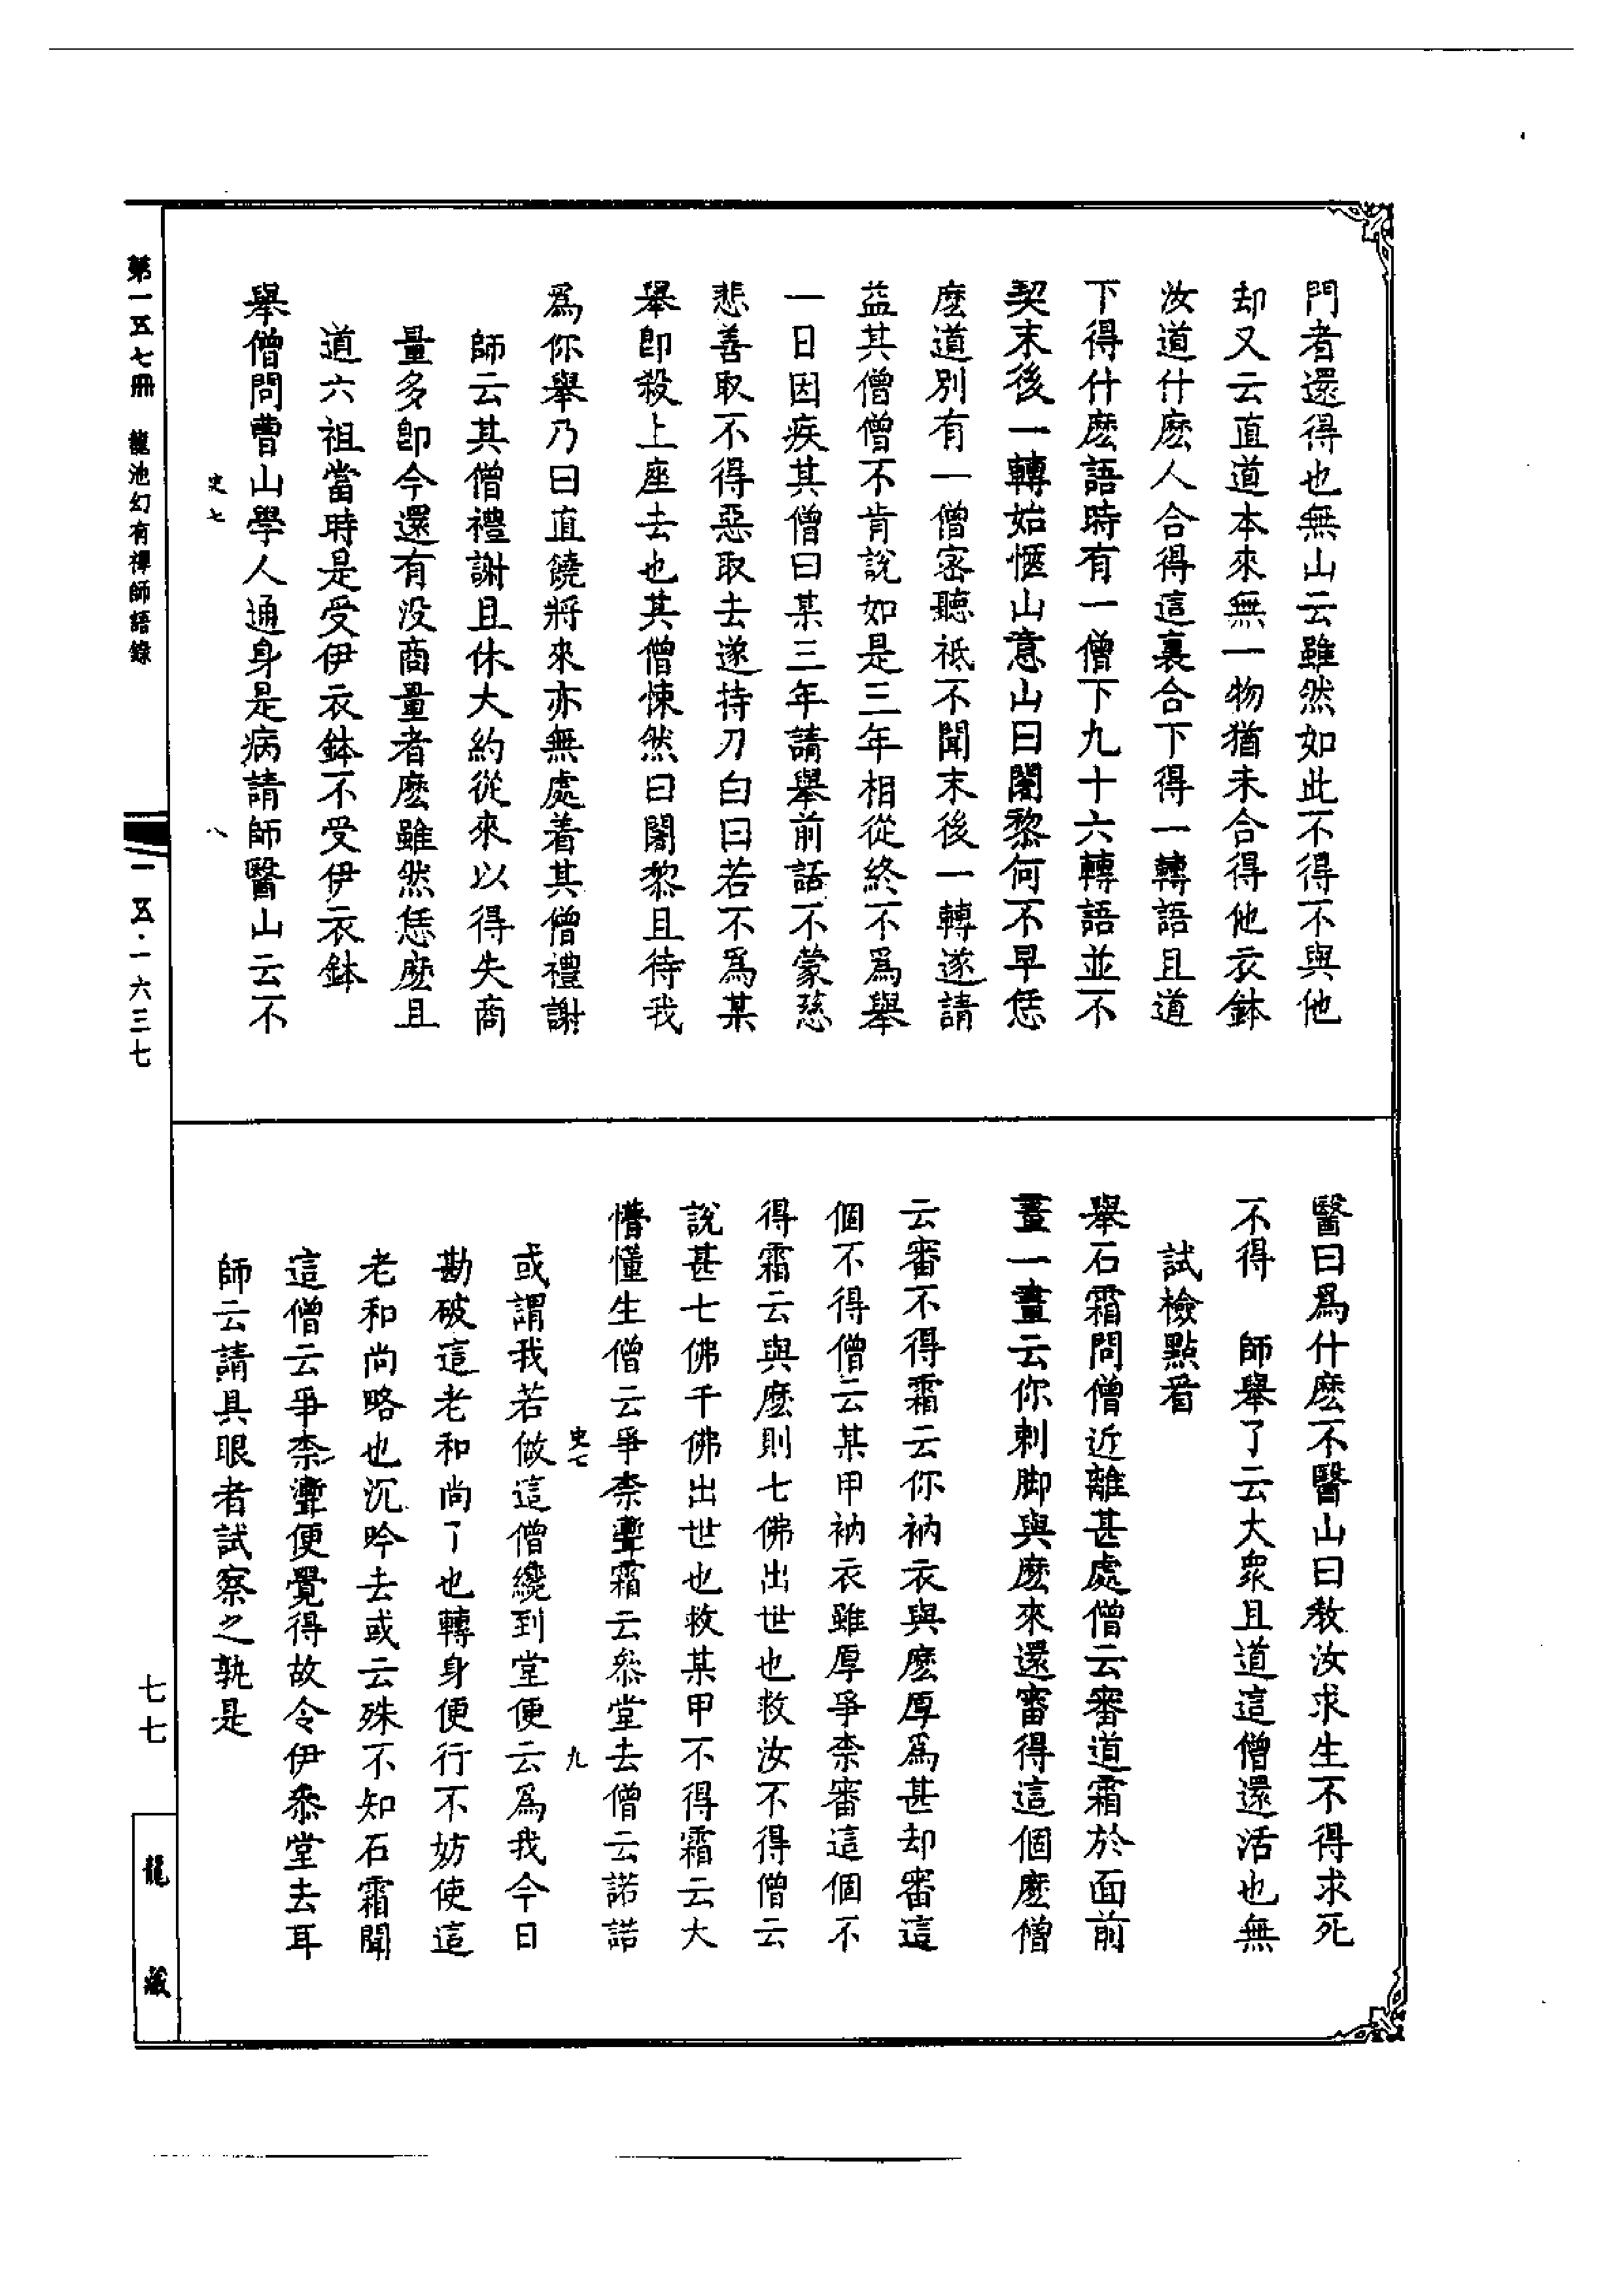 門者還得也無山云雖然如此不得不與他
却又云直道本來無一物猶未合得他衣鉢
汝道什麽人合得這裏合下得一轉語且道
下得什麽語時有一僧下九十六轉語並不
契末後一轉始愜山意山曰闍黎何不早恁
麽道別有一僧密聽祇不聞末後一轉遂請
益其僧僧不肯說如是三年相從終不爲舉
一日因疾其僧曰某三年請舉前話不蒙慈
悲善取不得惡取去遂持刀白曰若不爲某
舉即殺上座去也其僧悚然曰闍黎且待我
爲你舉乃曰直饒將來亦無處着其僧禮謝
師云其僧禮謝且休大約從來以得失商
量多即今還有没商量者麽雖然恁麽且
道六祖當時是受伊衣鉢不受伊衣鉢
史七　八
舉僧問曹山學人通身是病請師醫山云不
醫曰爲什麽不醫山曰教汝求生不得求死
不得　師舉了云大衆且道這僧還活也無
試檢點看
舉石霜問僧近離甚處僧云審道霜於面前
畫一畫云你刺脚與麽來還審得這個麽僧
云審不得霜云你衲衣與麽厚爲甚却審這
個不得僧云某甲衲衣雖厚爭柰審這個不
得霜云與麽則七佛出世也救汝不得僧云
說甚七佛千佛出世也救某甲不得霜云大
懵懂生僧云爭柰聻霜云叅堂去僧云諾諾
史七　九
或謂我若做這僧纔到堂便云爲我今日
勘破這老和尚了也轉身便行不妨使這
老和尚略也沉吟去或云殊不知石霜聞
這僧云爭柰聻便覺得故令伊叅堂去耳
師云請具眼者試察之孰是
第一五七册　龍池幻有禪師語錄
一五·一六三七
七七
龍藏